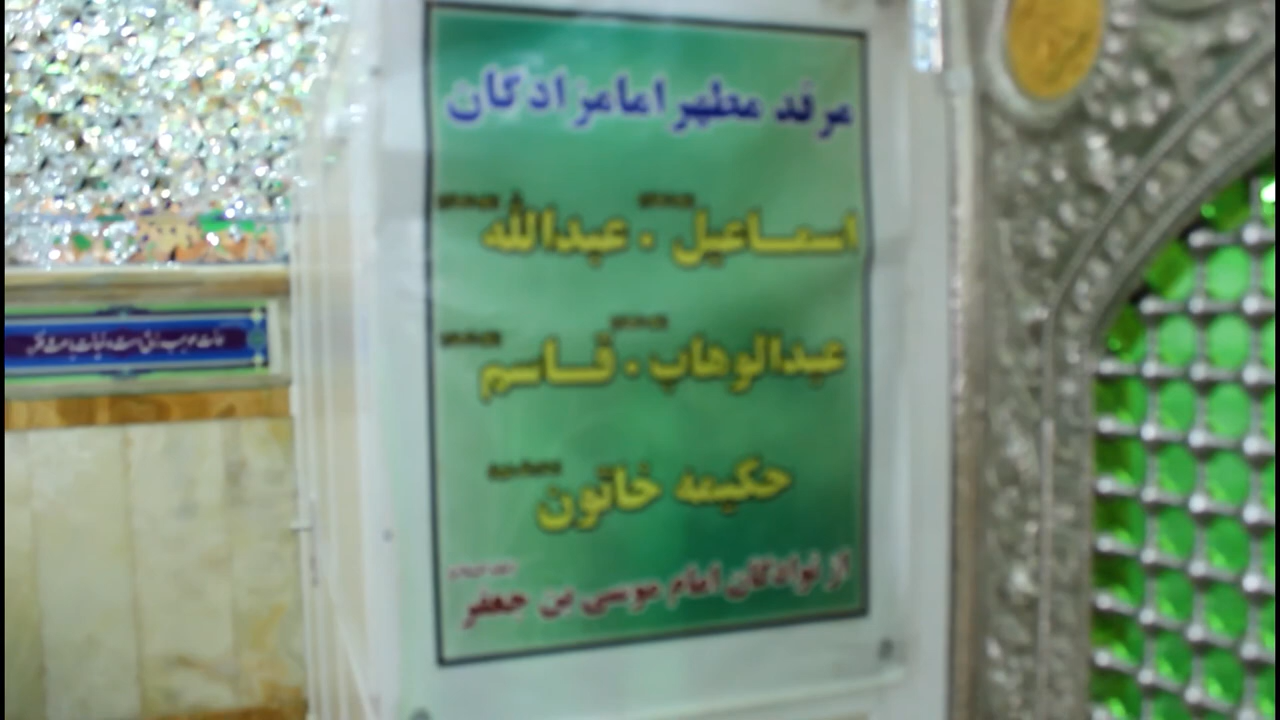 مرقد مطهر امامزادگان
اسماعیل . عبدالله
عبدالوهاب . قاسم
حکیمه خاتون
از نوادگان امام موسی بن جعفر